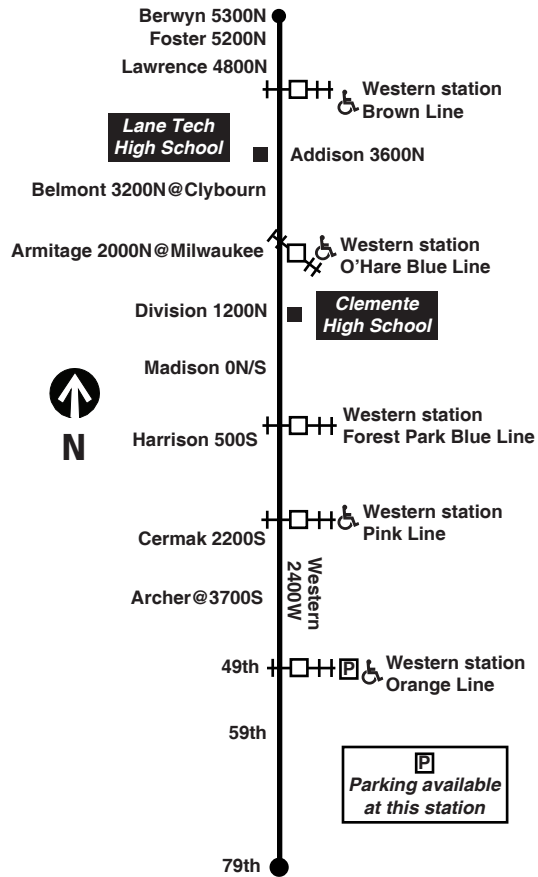 Berwyn 5300N
Foster 5200N
Lawrence 4800N
Western station
Brown Line
Lane Tech
High School
Addison 3600N
Belmont 3200N@Clybourn
Armitage 2000N@Milwaukee
Western station
O'Hare Blue Line
Division 1200N
Clemente
High School
Madison 0N/S
N
Western station
Forest Park Blue Line
Harrison 500S
Western station
Pink Line
Cermak 2200S
Western
2400W
Archer@3700S
49th
P
Western station
Orange Line
59th
P
Parking available
at this station
79th